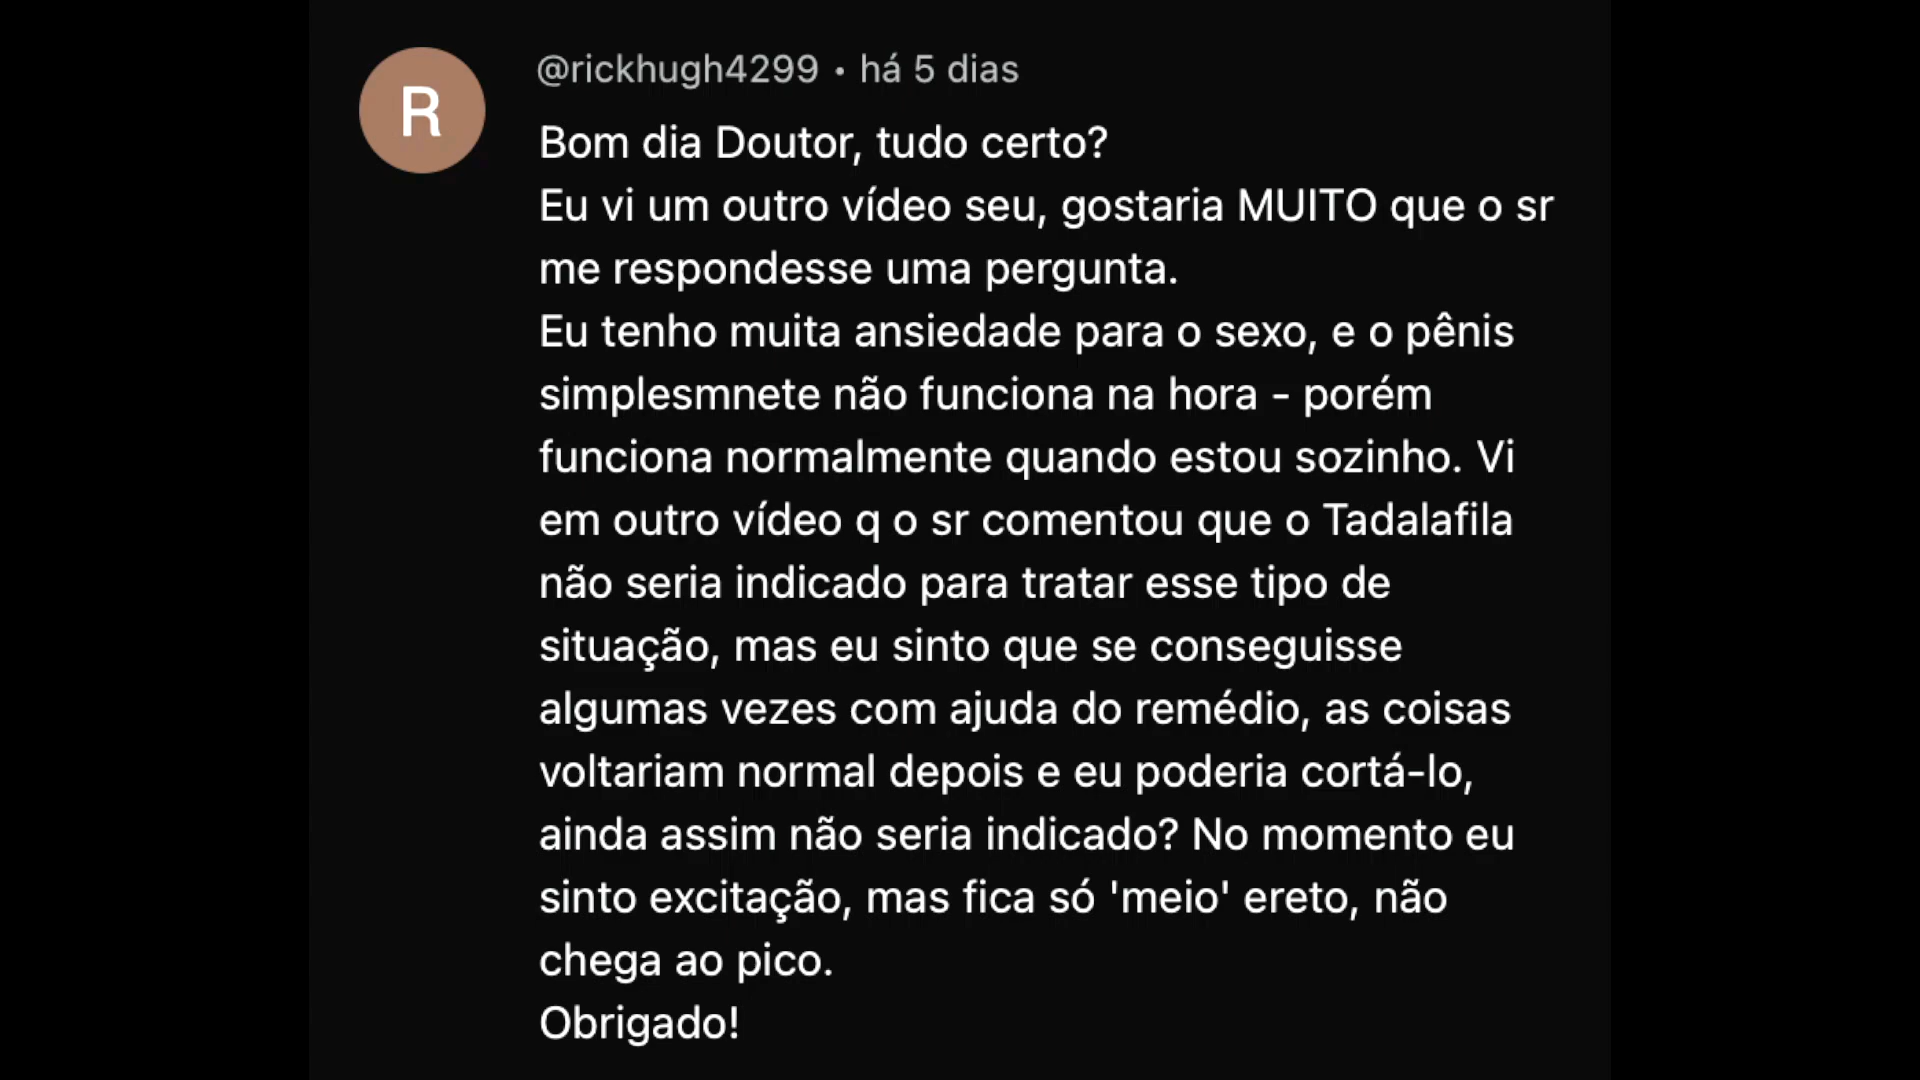 R
@rickhugh4299 • há 5 dias
Bom dia Doutor, tudo certo?
Eu vi um outro vídeo seu, gostaria MUITO que o sr
me respondesse uma pergunta.
Eu tenho muita ansiedade para o sexo, e o pênis
simplesmnete não funciona na hora - porém
funciona normalmente quando estou sozinho. Vi
em outro vídeo q o sr comentou que o Tadalafila
não seria indicado para tratar esse tipo de
situação, mas eu sinto que se conseguisse
algumas vezes com ajuda do remédio, as coisas
voltariam normal depois e eu poderia cortá-lo,
ainda assim não seria indicado? No momento eu
sinto excitação, mas fica só 'meio' ereto, não
chega ao pico.
Obrigado!